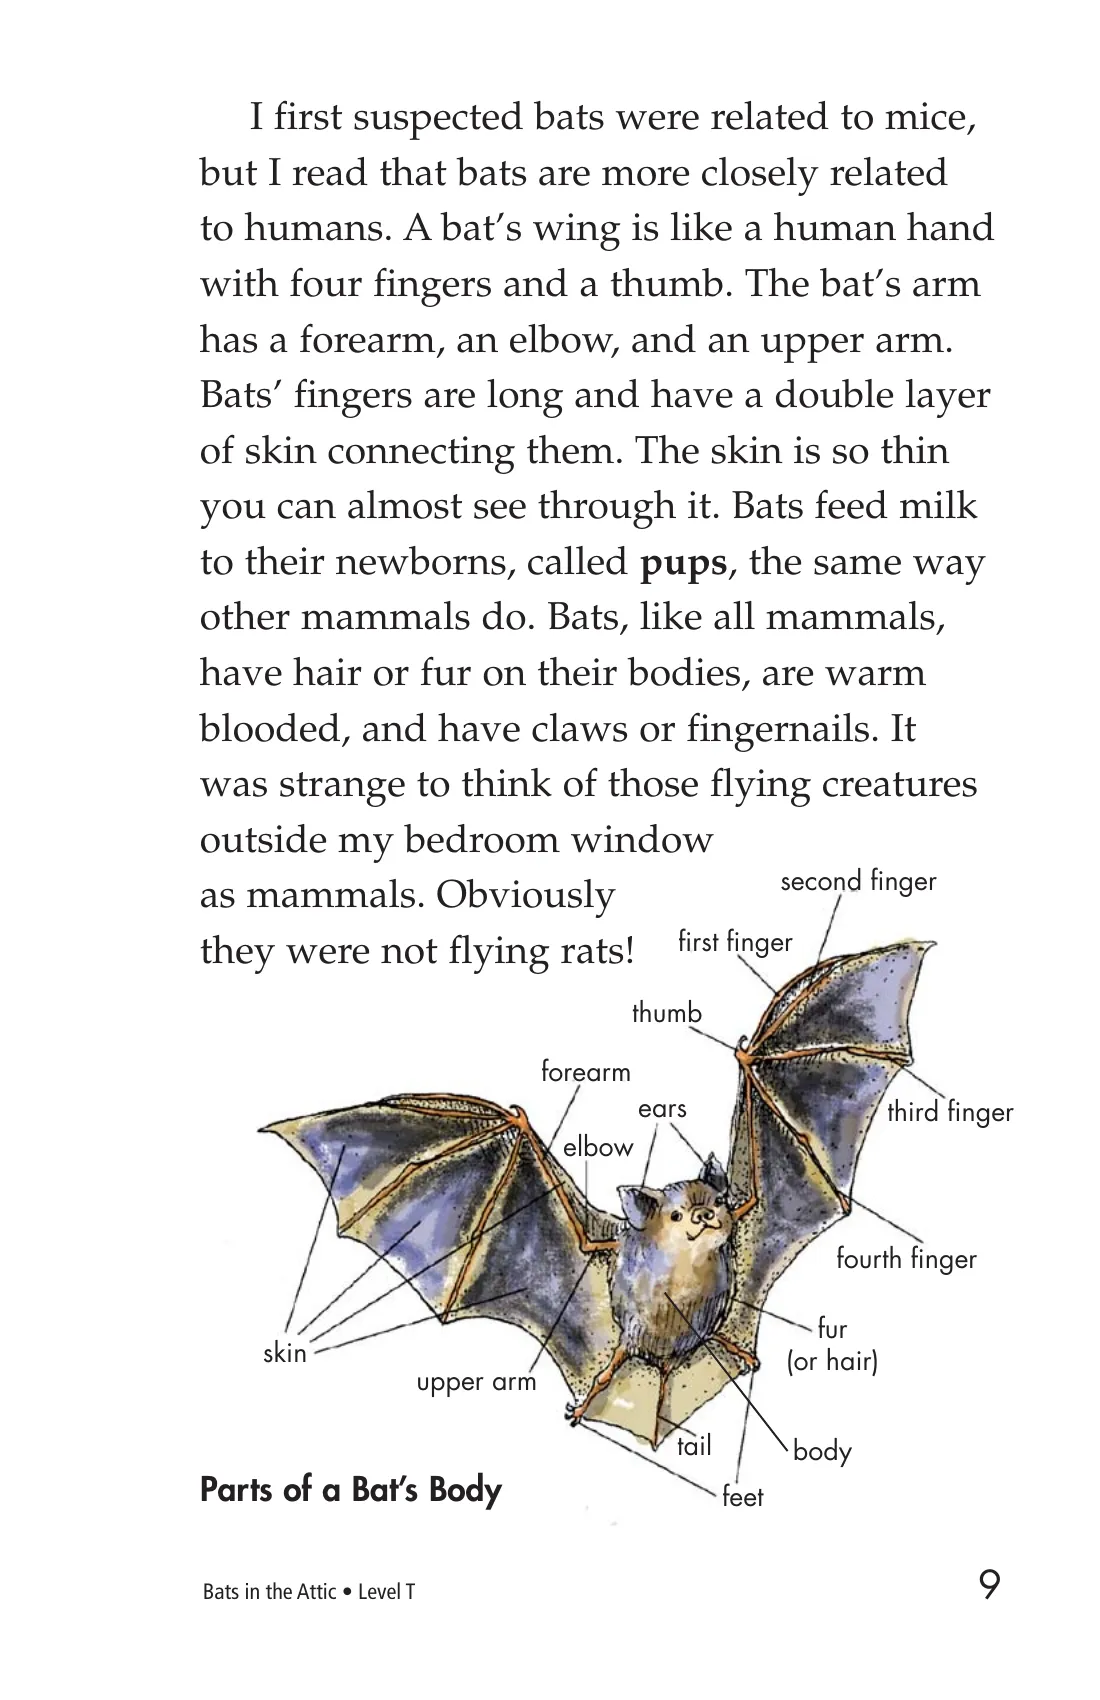 I first suspected bats were related to mice,
but I read that bats are more closely related
to humans. A bat’s wing is like a human hand
with four fingers and a thumb. The bat’s arm
has a forearm, an elbow, and an upper arm.
Bats’ fingers are long and have a double layer
of skin connecting them. The skin is so thin
you can almost see through it. Bats feed milk
to their newborns, called pups, the same way
other mammals do. Bats, like all mammals,
have hair or fur on their bodies, are warm
blooded, and have claws or fingernails. It
was strange to think of those flying creatures
outside my bedroom window
as mammals. Obviously
they were not flying rats!
second finger
first finger
thumb
forearm
ears
third finger
elbow
fourth finger
fur
(or hair)
skin
upper arm
tail
body
feet
Parts of a Bat’s Body
Bats in the Attic • Level T
9